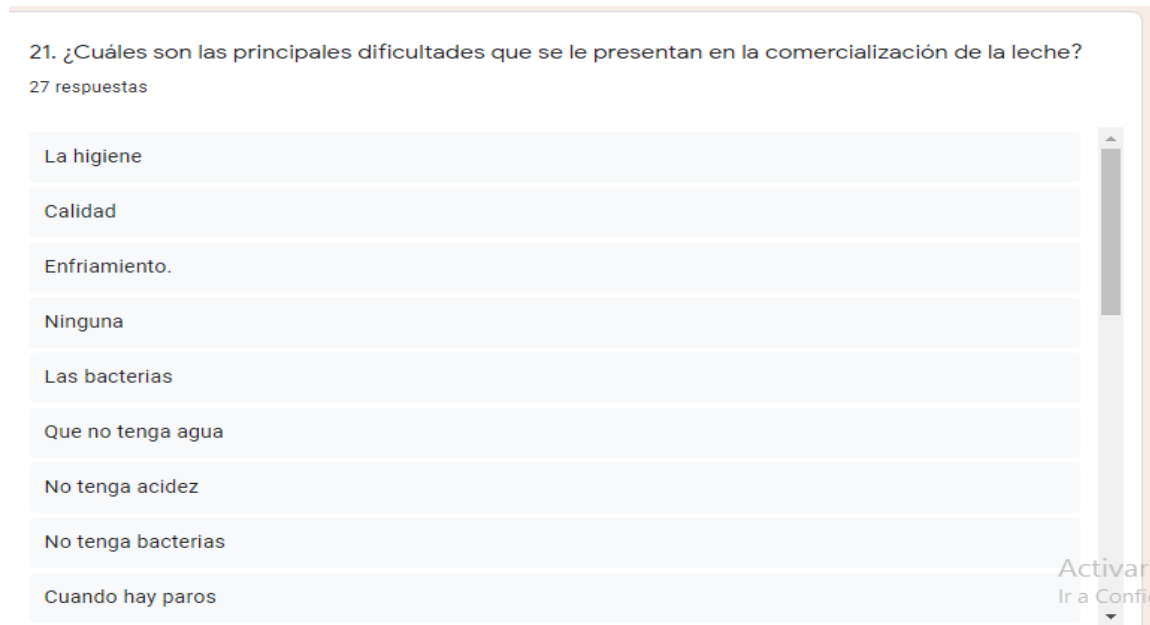 21. ¿Cuáles son las principales dificultades que se le presentan en la comercialización de la leche?
27 respuestas
La higiene
Calidad
Enfriamiento.
Ninguna
Las bacterias
Que no tenga agua
No tenga acidez
No tenga bacterias
Activar
Cuando hay paros
Ir a Confi